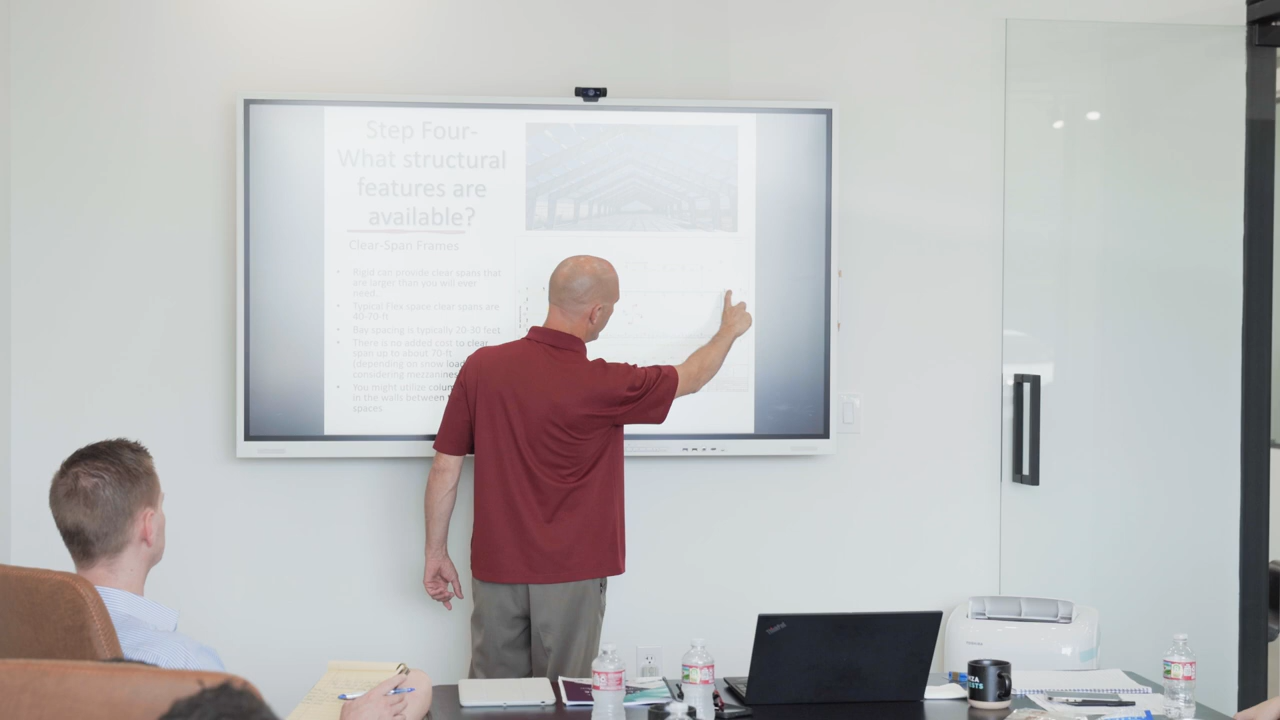 Step Four-
What structural
features are
available?
Clear-Span Frames
• Rigid can provide clear spans that
are larger than you will ever
need.
• Typical Flex space clear spans are
40-70-ft
• Bay spacing is typically 20-30 feet
• There is no added cost to clear
span up to about 70-ft
(depending on snow load
considering mezzanines
• You might utilize
in the walls between
spaces.
ThinkPad